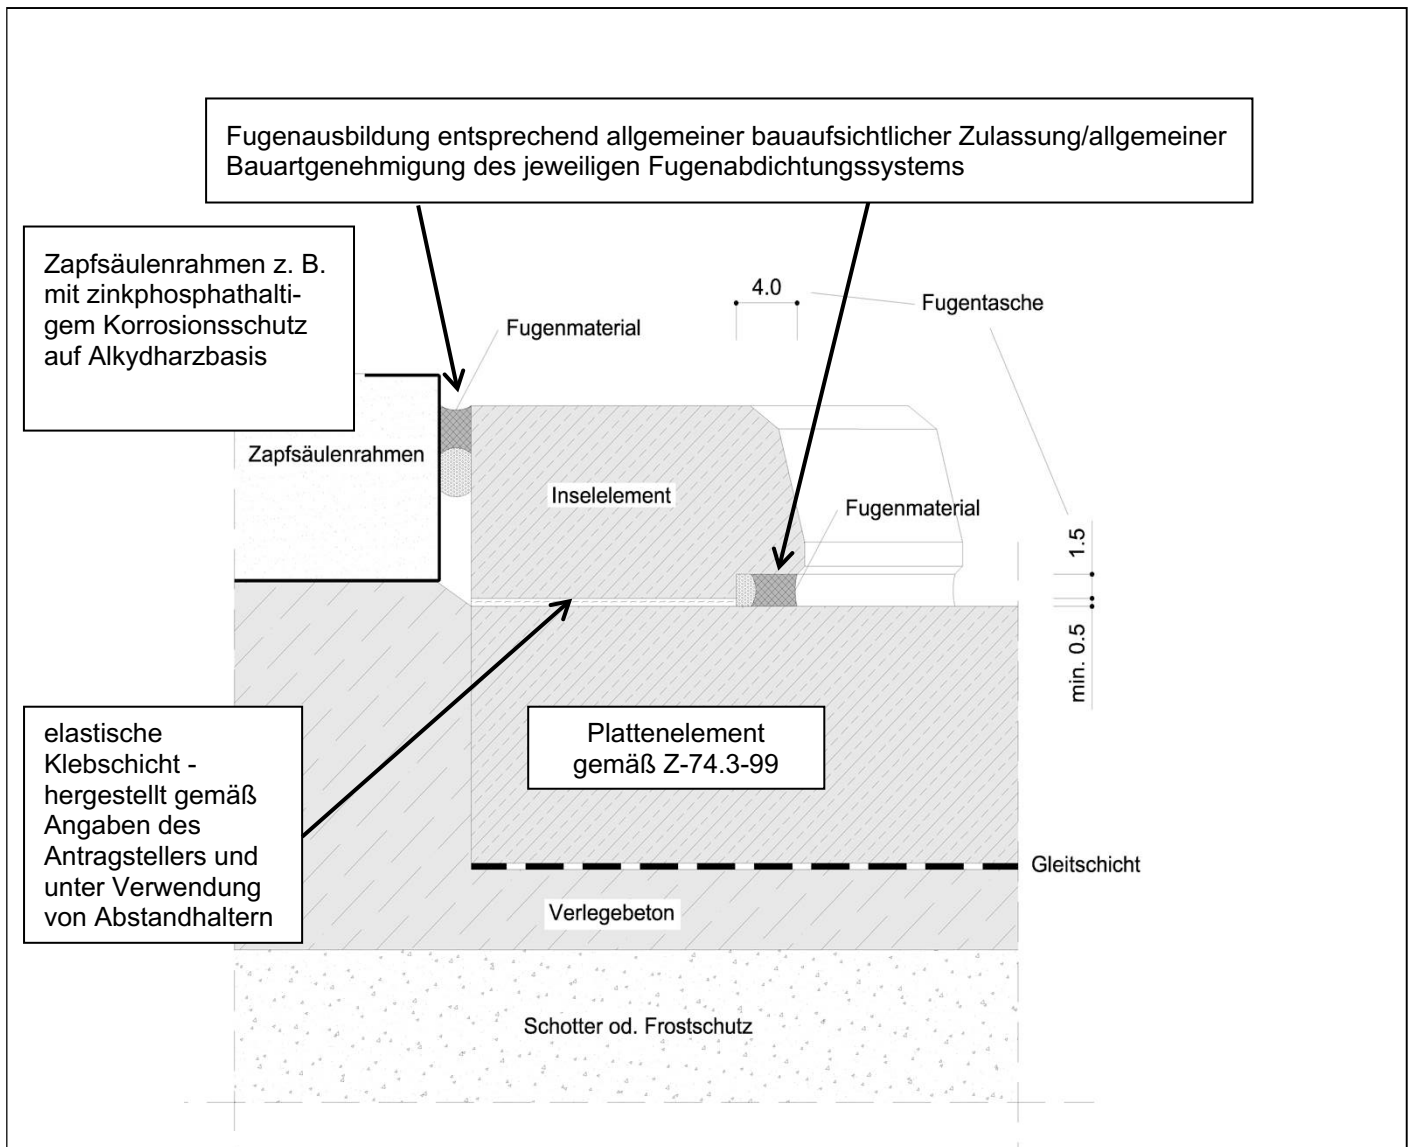 Fugenausbildung entsprechend allgemeiner bauaufsichtlicher Zulassung/allgemeiner
Bauartgenehmigung des jeweiligen Fugenabdichtungssystems
Zapfsäulenrahmen z. B.
mit zinkphosphathalti-
gem Korrosionsschutz
auf Alkydharzbasis
4.0
Fugentasche
Fugenmaterial
Zapfsäulenrahmen
Inselelement
Fugenmaterial
1.5
min. 0.5
elastische
Klebschicht -
hergestellt gemäß
Angaben des
Antragstellers und
unter Verwendung
von Abstandhaltern
Plattenelement
gemäß Z-74.3-99
Gleitschicht
Verlegebeton
Schotter od. Frostschutz